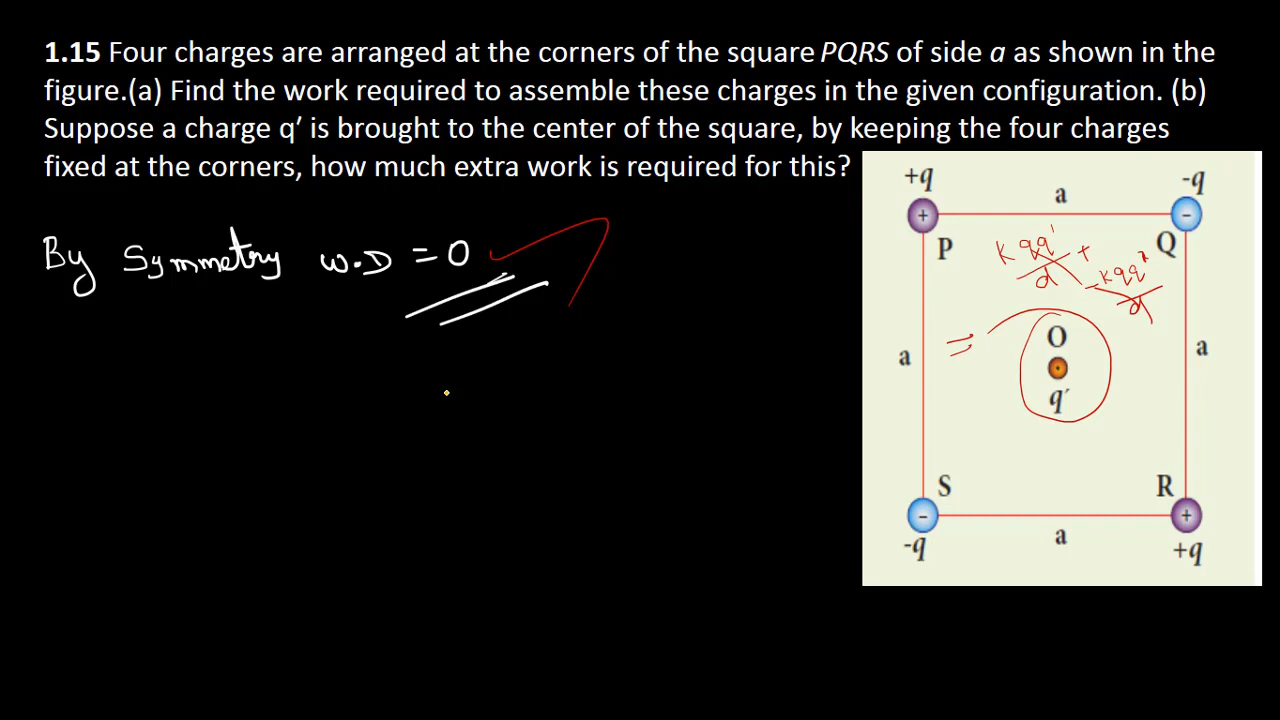 1.15 Four charges are arranged at the corners of the square PQRS of side a as shown in the
figure.(a) Find the work required to assemble these charges in the given configuration. (b)
Suppose a charge q′ is brought to the center of the square, by keeping the four charges
fixed at the corners, how much extra work is required for this?
By Symmetry W.D = 0
+q a -q
+ -
P Q
k qq'
d
+
-kqq'
d
=
O
a a
q′
S R
- +
a
-q +q